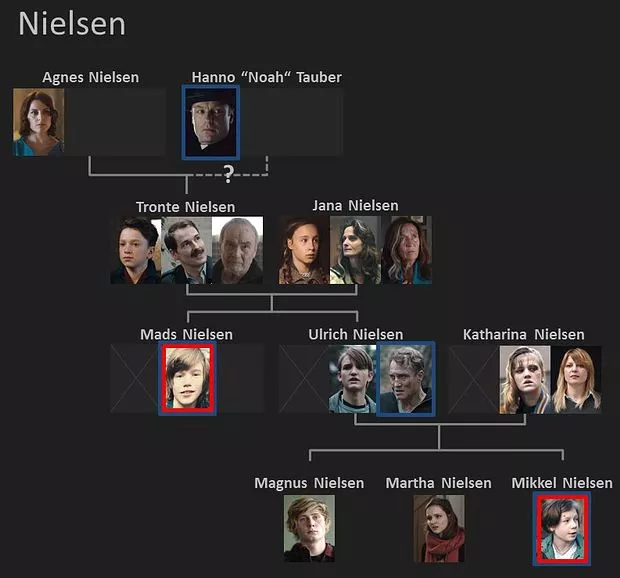 Nielsen
Agnes Nielsen
Hanno “Noah“ Tauber
?
Tronte Nielsen
Jana Nielsen
Mads Nielsen
Ulrich Nielsen
Katharina Nielsen
Magnus Nielsen
Martha Nielsen
Mikkel Nielsen